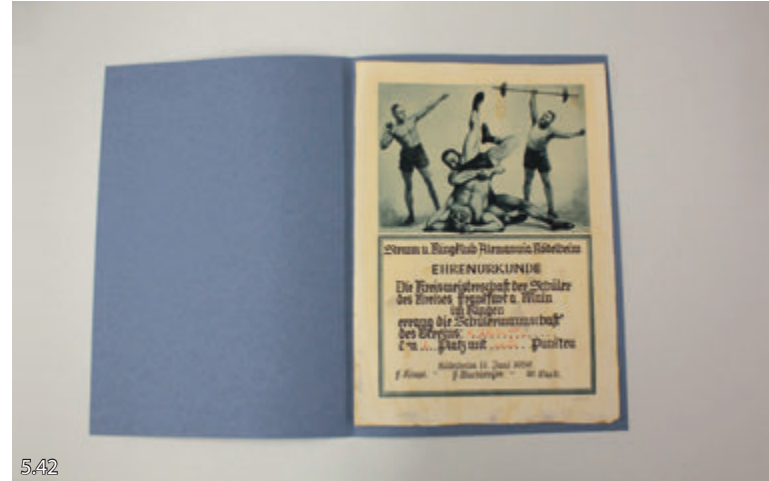 Stemm u. Ringklub Alemannia Rödelheim
EHRENURKUNDE
Die Kreismeisterschaft der Schüler
des Kreises Frankfurt a. Main
im Ringen
errang die Schülermannschaft
des Vereins:
Platz mit Punkten
Rödelheim 11. Juni
5.42